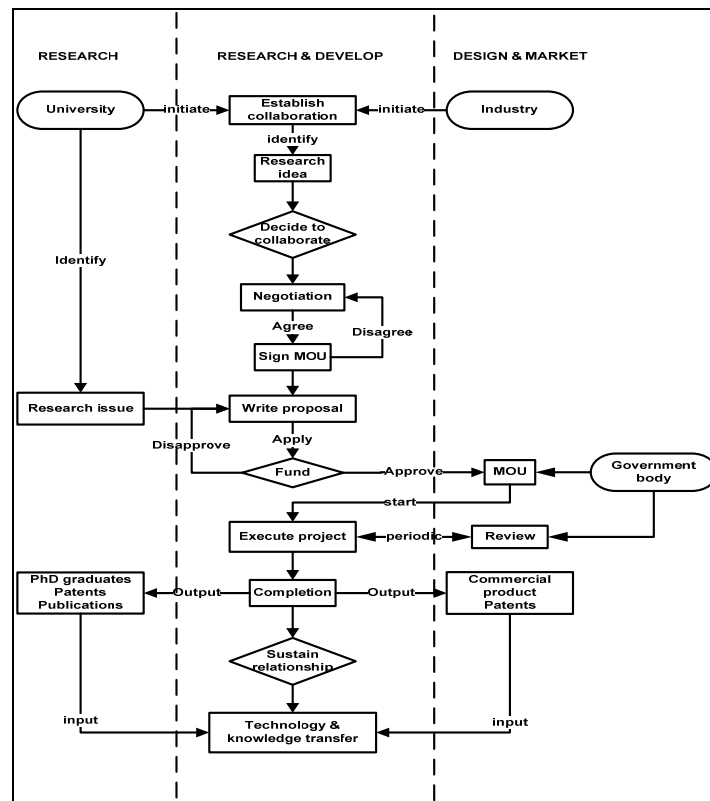 RESEARCH
RESEARCH & DEVELOP
DESIGN & MARKET
University
initiate
Establish
collaboration
initiate
Industry
identify
Research
idea
Decide to
collaborate
Identify
Negotiation
Agree
Disagree
Sign MOU
Research issue
Write proposal
Disapprove
Apply
Fund
Approve
MOU
Government
body
start
Execute project
periodic
Review
PhD graduates
Patents
Publications
Output
Completion
Output
Commercial
product
Patents
Sustain
relationship
input
Technology &
knowledge transfer
input